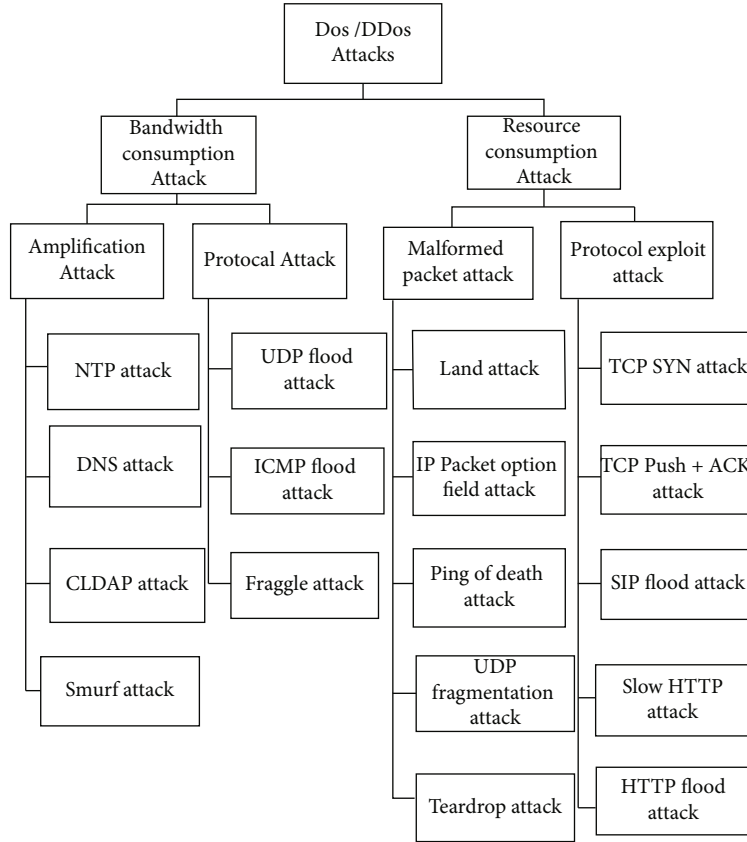 Dos /DDos
Attacks
Bandwidth
consumption
Attack
Resource
consumption
Attack
Amplification
Attack
Protocal Attack
Malformed
packet attack
Protocol exploit
attack
NTP attack
DNS attack
CLDAP attack
Smurf attack
UDP flood
attack
ICMP flood
attack
Fraggle attack
Land attack
IP Packet option
field attack
Ping of death
attack
UDP
fragmentation
attack
Teardrop attack
TCP SYN attack
TCP Push + ACK
attack
SIP flood attack
Slow HTTP
attack
HTTP flood
attack